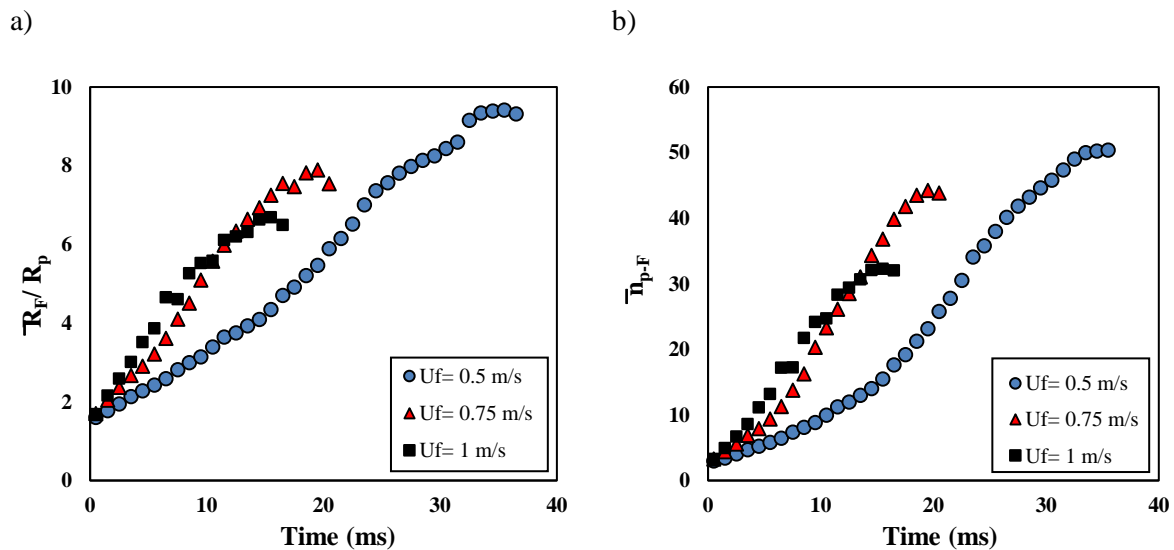 a)
b)
R̅F/ Rp
10
8
6
4
2
0
0 10 20 30 40
Time (ms)
Uf= 0.5 m/s
Uf= 0.75 m/s
Uf= 1 m/s
n̅p-F
60
50
40
30
20
10
0
0 10 20 30 40
Time (ms)
Uf= 0.5 m/s
Uf= 0.75 m/s
Uf= 1 m/s